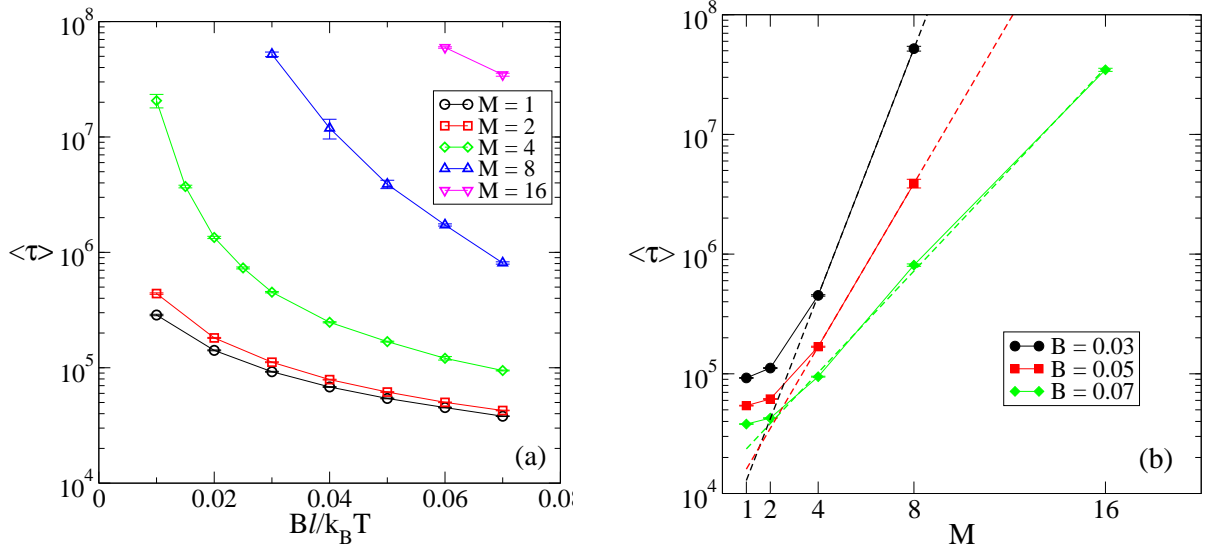 10^8
10^7
10^6
10^5
10^4
<τ>
0
0.02
0.04
0.06
0.08
Bl/k_BT
M = 1
M = 2
M = 4
M = 8
M = 16
(a)
10^8
10^7
10^6
10^5
10^4
<τ>
1
2
4
8
16
M
B = 0.03
B = 0.05
B = 0.07
(b)